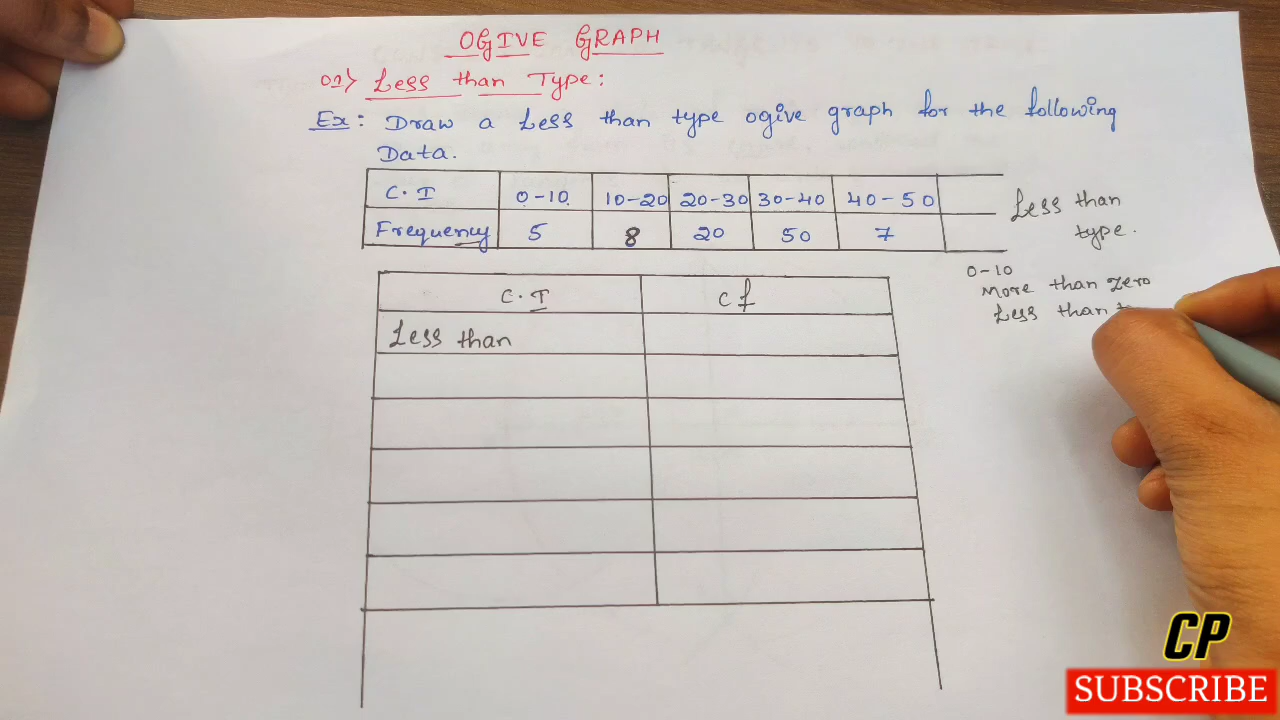 OGIVE GRAPH
01) Less than Type:
Ex: Draw a Less than type ogive graph for the following
Data.
C.I 0-10 10-20 20-30 30-40 40-50
Frequency 5 8 20 50 7
Less than
type.
0-10
More than zero
Less than
C.I cf
Less than
CP
SUBSCRIBE